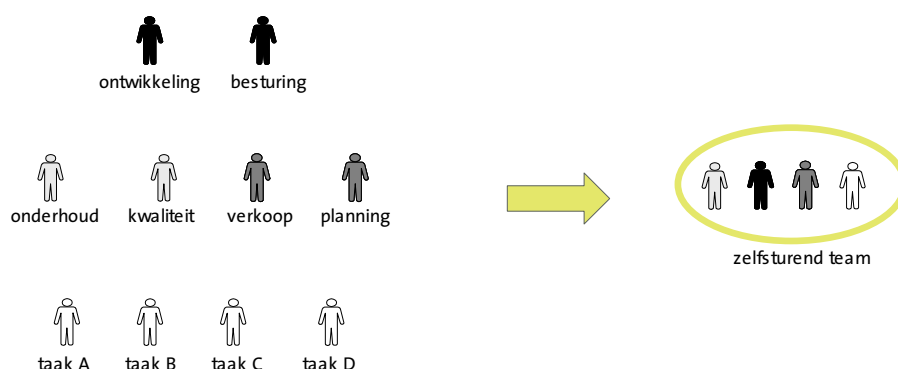 ontwikkeling besturing
onderhoud kwaliteit verkoop planning
zelfsturend team
taak A taak B taak C taak D